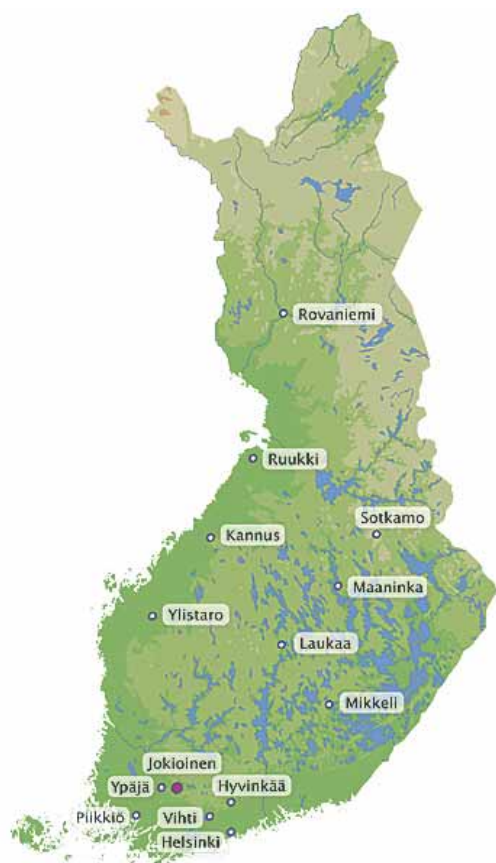 Rovaniemi
Ruukki
Sotkamo
Kannus
Maaninka
Ylistaro
Laukaa
Mikkeli
Jokioinen
Ypäjä
Hyvinkää
Piikkiö
Vihti
Helsinki